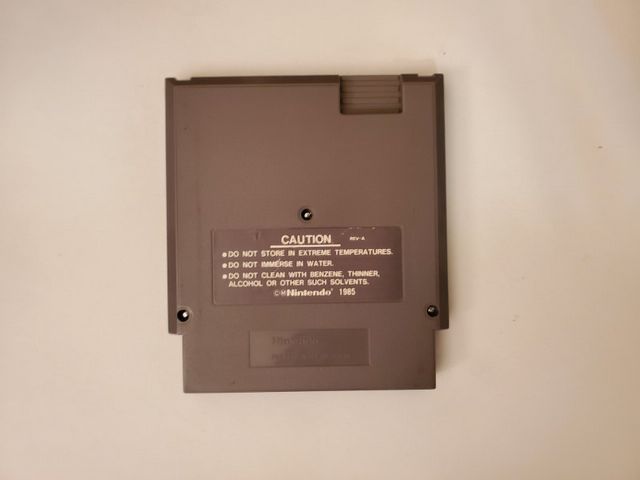 CAUTION REV-A
• DO NOT STORE IN EXTREME TEMPERATURES.
• DO NOT IMMERSE IN WATER.
• DO NOT CLEAN WITH BENZENE, THINNER,
ALCOHOL OR OTHER SUCH SOLVENTS.
©Nintendo® 1985
Nintendo